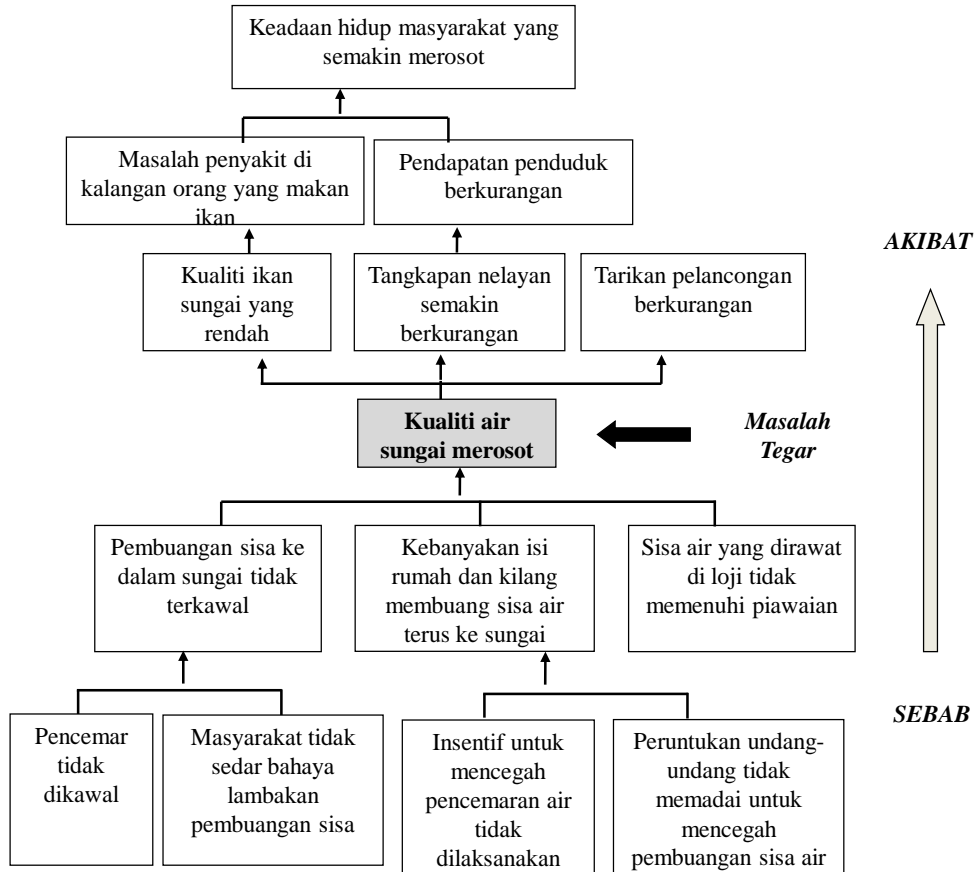 Keadaan hidup masyarakat yang
semakin merosot
Masalah penyakit di
kalangan orang yang makan
ikan
Pendapatan penduduk
berkurangan
AKIBAT
Kualiti ikan
sungai yang
rendah
Tangkapan nelayan
semakin
berkurangan
Tarikan pelancongan
berkurangan
Kualiti air
sungai merosot
Masalah
Tegar
Pembuangan sisa ke
dalam sungai tidak
terkawal
Kebanyakan isi
rumah dan kilang
membuang sisa air
terus ke sungai
Sisa air yang dirawat
di loji tidak
memenuhi piawaian
SEBAB
Pencemar
tidak
dikawal
Masyarakat tidak
sedar bahaya
lambakan
pembuangan sisa
Insentif untuk
mencegah
pencemaran air
tidak
dilaksanakan
Peruntukan undang-
undang tidak
memadai untuk
mencegah
pembuangan sisa air